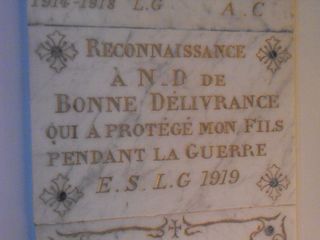 1914-1918 L.G A.C
RECONNAISSANCE
À N.D DE
BONNE DÉLIVRANCE
QUI À PROTÉGÉ MON FILS
PENDANT LA GUERRE
E.S.L.G 1919